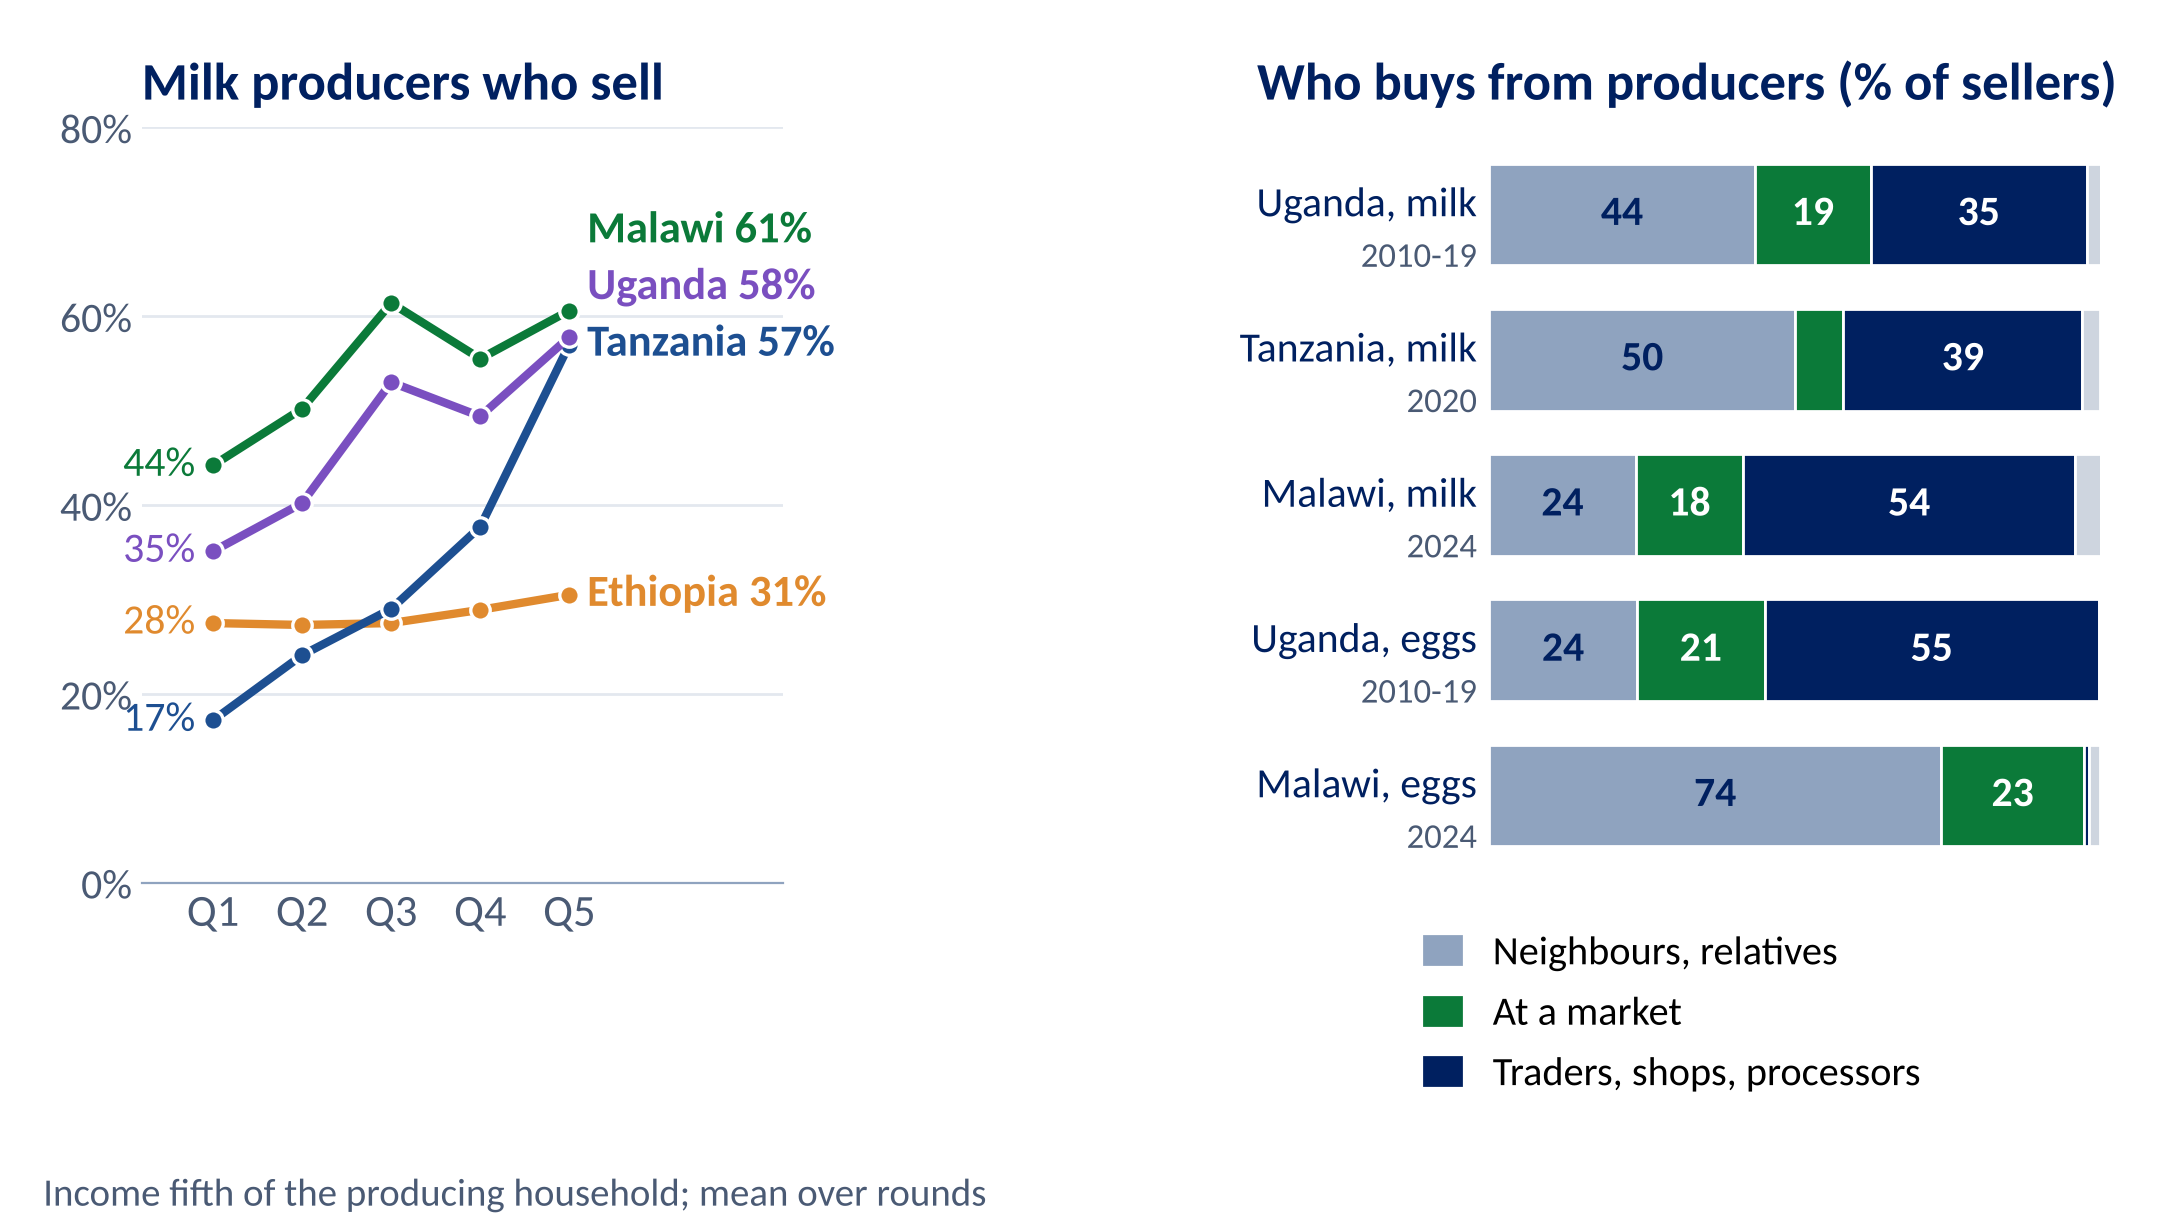 Milk producers who sell
80%
60%
40%
20%
0%
Malawi 61%
Uganda 58%
Tanzania 57%
Ethiopia 31%
44%
35%
28%
17%
Q1 Q2 Q3 Q4 Q5
Who buys from producers (% of sellers)
Uganda, milk
2010-19
44 19 35
Tanzania, milk
2020
50 39
Malawi, milk
2024
24 18 54
Uganda, eggs
2010-19
24 21 55
Malawi, eggs
2024
74 23
Neighbours, relatives
At a market
Traders, shops, processors
Income fifth of the producing household; mean over rounds